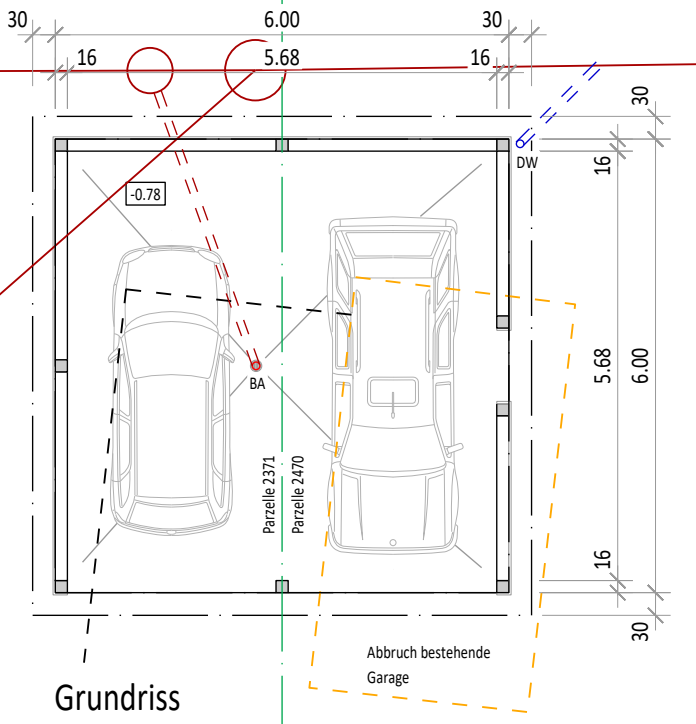 30
6.00
30
16
5.68
16
30
DW
16
-0.78
5.68
6.00
BA
Parzelle 2371
Parzelle 2470
16
30
Abbruch bestehende
Garage
Grundriss